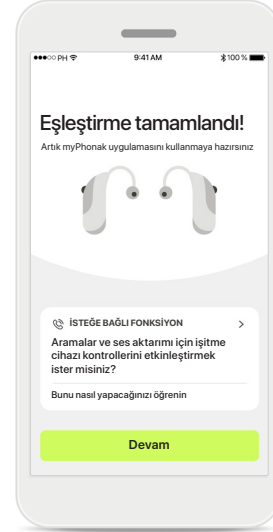 PH 9:41 AM 100 %
Eşleştirme tamamlandı!
Artık myPhonak uygulamasını kullanmaya hazırsınız
İSTEĞE BAĞLI FONKSİYON
Aramalar ve ses aktarımı için işitme
cihazı kontrollerini etkinleştirmek
ister misiniz?
Bunu nasıl yapacağınızı öğrenin
Devam